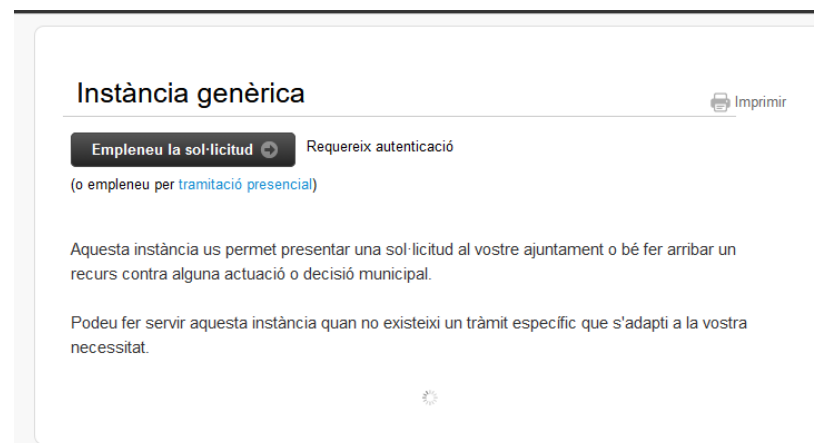 Instància genèrica
Imprimir
Empleneu la sol·licitud
Requereix autenticació
(o empleneu per tramitació presencial)
Aquesta instància us permet presentar una sol·licitud al vostre ajuntament o bé fer arribar un
recurs contra alguna actuació o decisió municipal.
Podeu fer servir aquesta instància quan no existeixi un tràmit específic que s'adapti a la vostra
necessitat.